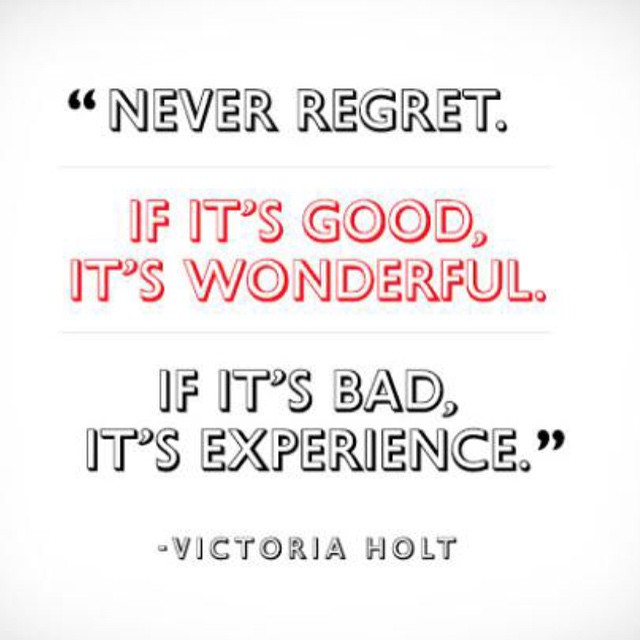 “ NEVER REGRET.
IF IT’S GOOD,
IT’S WONDERFUL.
IF IT’S BAD,
IT’S EXPERIENCE.”
-VICTORIA HOLT